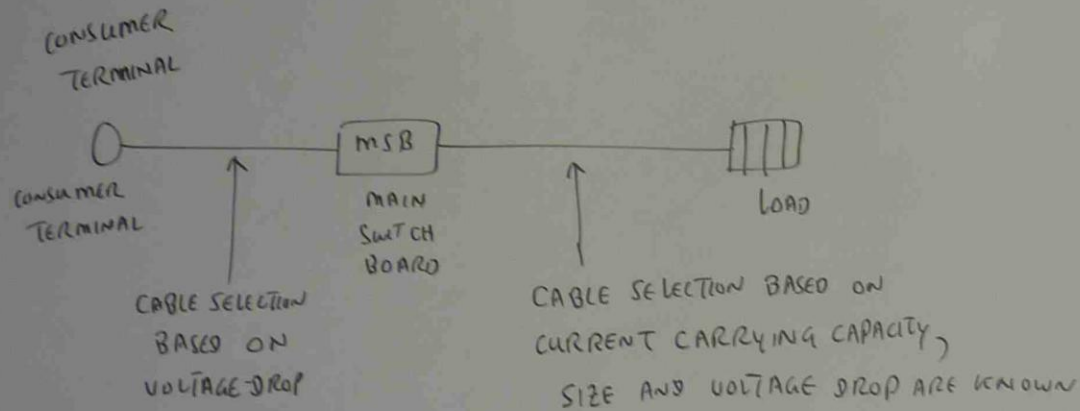 CONSUMER
TERMINAL
MSB
CONSUMER
TERMINAL
MAIN
SWITCH
BOARD
LOAD
CABLE SELECTION
BASED ON
VOLTAGE-DROP
CABLE SELECTION BASED ON
CURRENT CARRYING CAPACITY,
SIZE AND VOLTAGE DROP ARE KNOWN